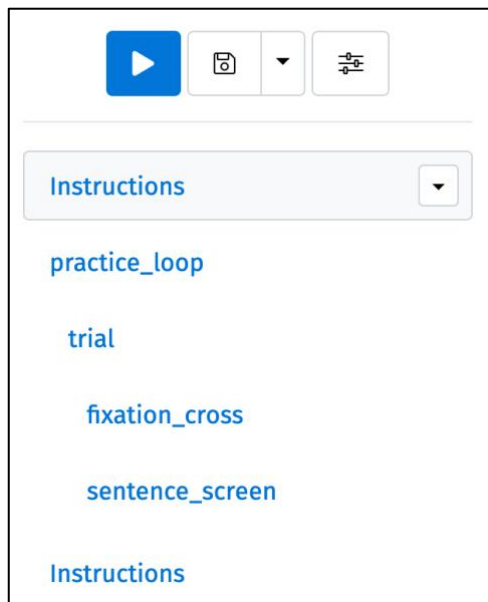 Instructions
practice_loop
trial
fixation_cross
sentence_screen
Instructions